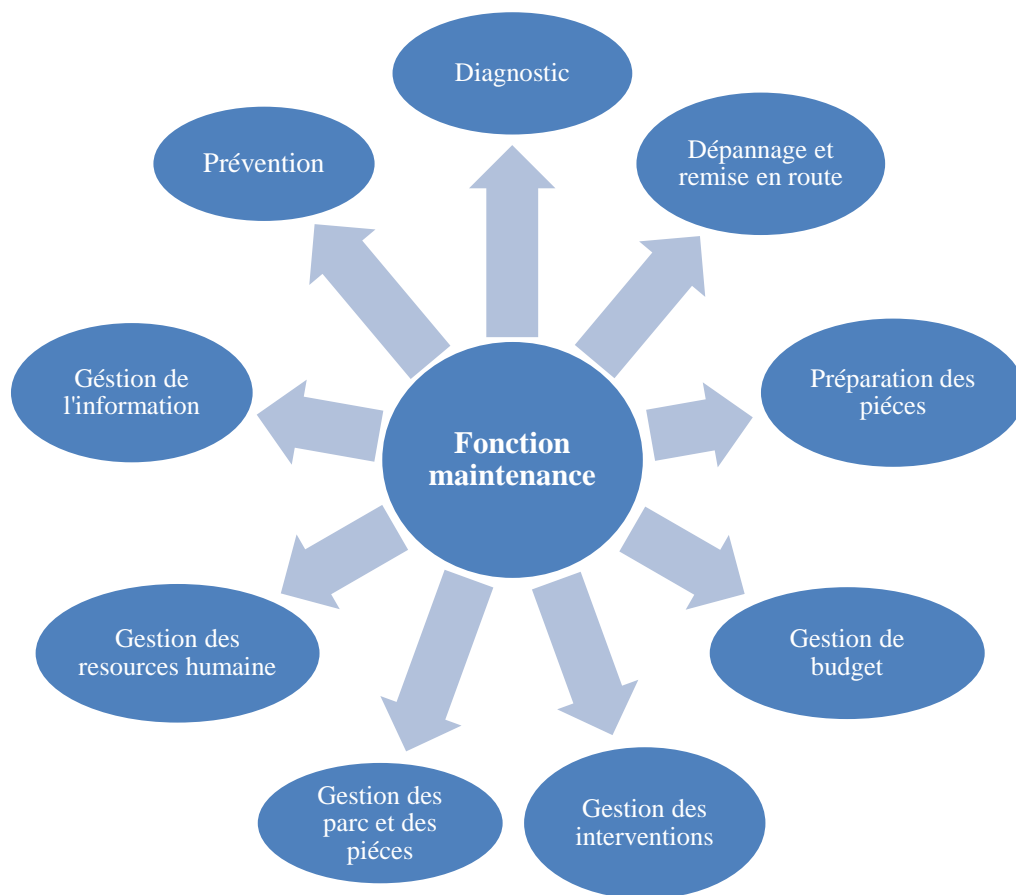 Diagnostic
Dépannage et
remise en route
Prévention
Préparation des
piéces
Géstion de
l'information
Fonction
maintenance
Gestion de
budget
Gestion des
resources humaine
Gestion des
interventions
Gestion des
parc et des
piéces